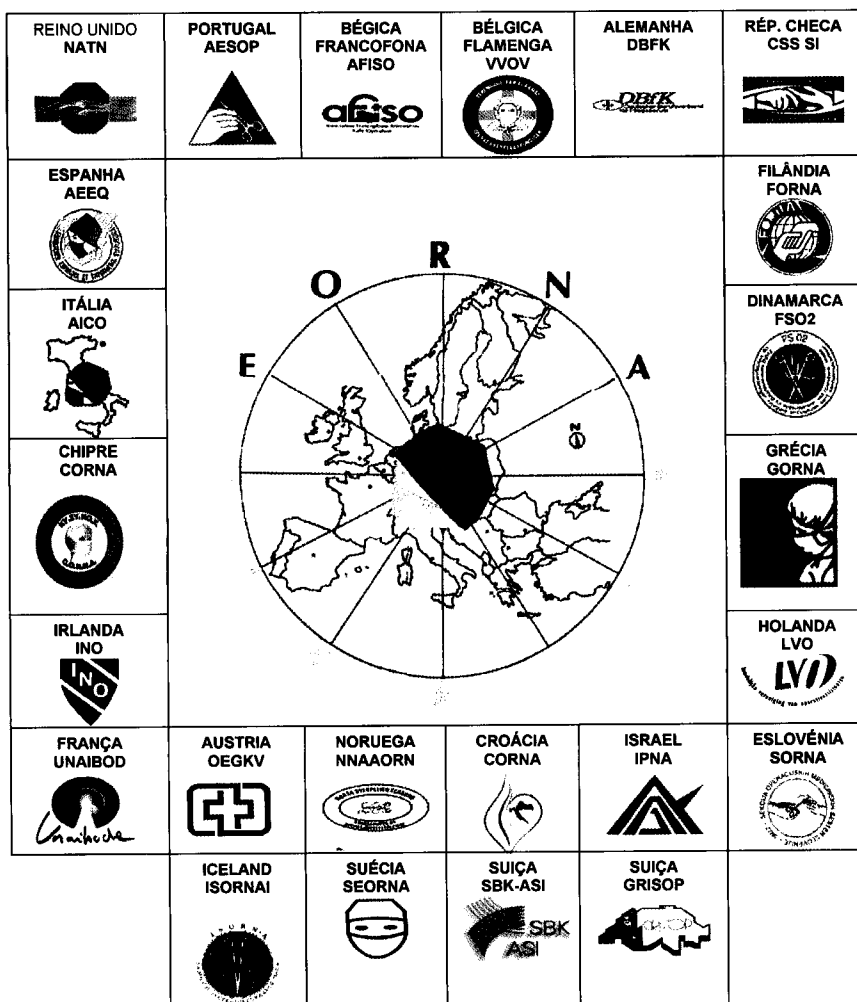 REINO UNIDO
NATN
PORTUGAL
AESOP
BÉGICA
FRANCOFONA
AFISO
afiso
BÉLGICA
FLAMENGA
VVOV
ALEMANHA
DBFK
DBfK
RÉP. CHECA
CSS SI
ESPANHA
AEEQ
FILÂNDIA
FORNA
ITÁLIA
AICO
DINAMARCA
FSO2
FS 02
CHIPRE
CORNA
GRÉCIA
GORNA
E O R N A
N
IRLANDA
INO
INO
HOLANDA
LVO
LVO
FRANÇA
UNAIBOD
Unaibode
AUSTRIA
OEGKV
NORUEGA
NNAAORN
CROÁCIA
CORNA
ISRAEL
IPNA
ESLOVÉNIA
SORNA
ICELAND
ISORNAI
SUÉCIA
SEORNA
SUIÇA
SBK-ASI
SBK
ASI
SUIÇA
GRISOP